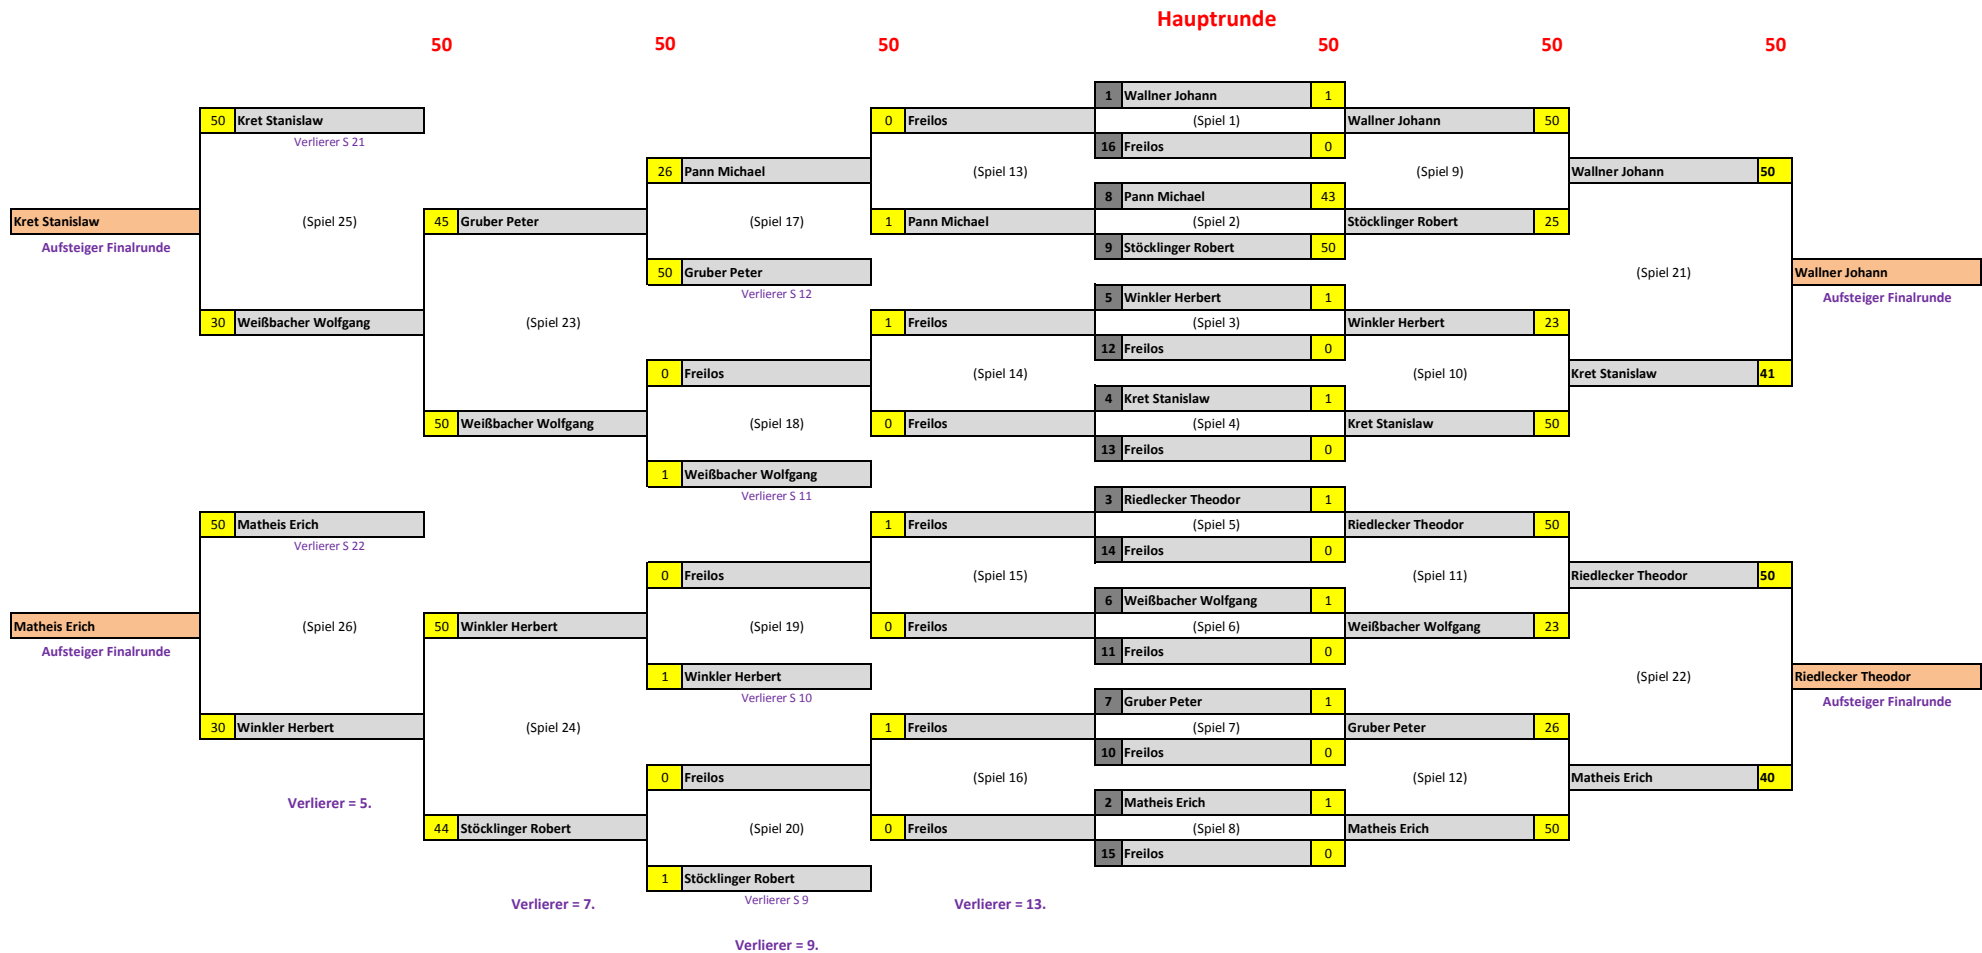 Hauptrunde
50 50 50 50 50 50
1 Wallner Johann 1
50 Kret Stanislaw 0 Freilos (Spiel 1) Wallner Johann 50
Verlierer S 21 16 Freilos 0
26 Pann Michael (Spiel 13) (Spiel 9) Wallner Johann 50
8 Pann Michael 43
Kret Stanislaw (Spiel 25) 45 Gruber Peter (Spiel 17) 1 Pann Michael (Spiel 2) Stöcklinger Robert 25
Aufsteiger Finalrunde 9 Stöcklinger Robert 50
50 Gruber Peter (Spiel 21) Wallner Johann
Verlierer S 12 5 Winkler Herbert 1 Aufsteiger Finalrunde
30 Weißbacher Wolfgang (Spiel 23) 1 Freilos (Spiel 3) Winkler Herbert 23
12 Freilos 0
0 Freilos (Spiel 14) (Spiel 10) Kret Stanislaw 41
4 Kret Stanislaw 1
50 Weißbacher Wolfgang (Spiel 18) 0 Freilos (Spiel 4) Kret Stanislaw 50
13 Freilos 0
1 Weißbacher Wolfgang
Verlierer S 11 3 Riedlecker Theodor 1
50 Matheis Erich 1 Freilos (Spiel 5) Riedlecker Theodor 50
Verlierer S 22 14 Freilos 0
0 Freilos (Spiel 15) (Spiel 11) Riedlecker Theodor 50
6 Weißbacher Wolfgang 1
Matheis Erich (Spiel 26) 50 Winkler Herbert (Spiel 19) 0 Freilos (Spiel 6) Weißbacher Wolfgang 23
Aufsteiger Finalrunde 11 Freilos 0
1 Winkler Herbert (Spiel 22) Riedlecker Theodor
Verlierer S 10 7 Gruber Peter 1 Aufsteiger Finalrunde
30 Winkler Herbert (Spiel 24) 1 Freilos (Spiel 7) Gruber Peter 26
10 Freilos 0
0 Freilos (Spiel 16) (Spiel 12) Matheis Erich 40
Verlierer = 5. 2 Matheis Erich 1
44 Stöcklinger Robert (Spiel 20) 0 Freilos (Spiel 8) Matheis Erich 50
15 Freilos 0
1 Stöcklinger Robert
Verlierer = 7. Verlierer S 9 Verlierer = 13.
Verlierer = 9.